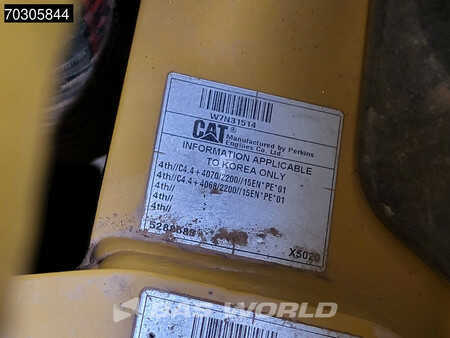 70305844
W7N31514
CAT® Manufactured by Perkins
Engines Co. Ltd.
INFORMATION APPLICABLE
TO KOREA ONLY
4th//C4.4+4070/2200//15EN*PE*01
4th//C4.4+4068/2200//15EN*PE*01
4th//
4th//
4th//
X5020
BAS WORLD